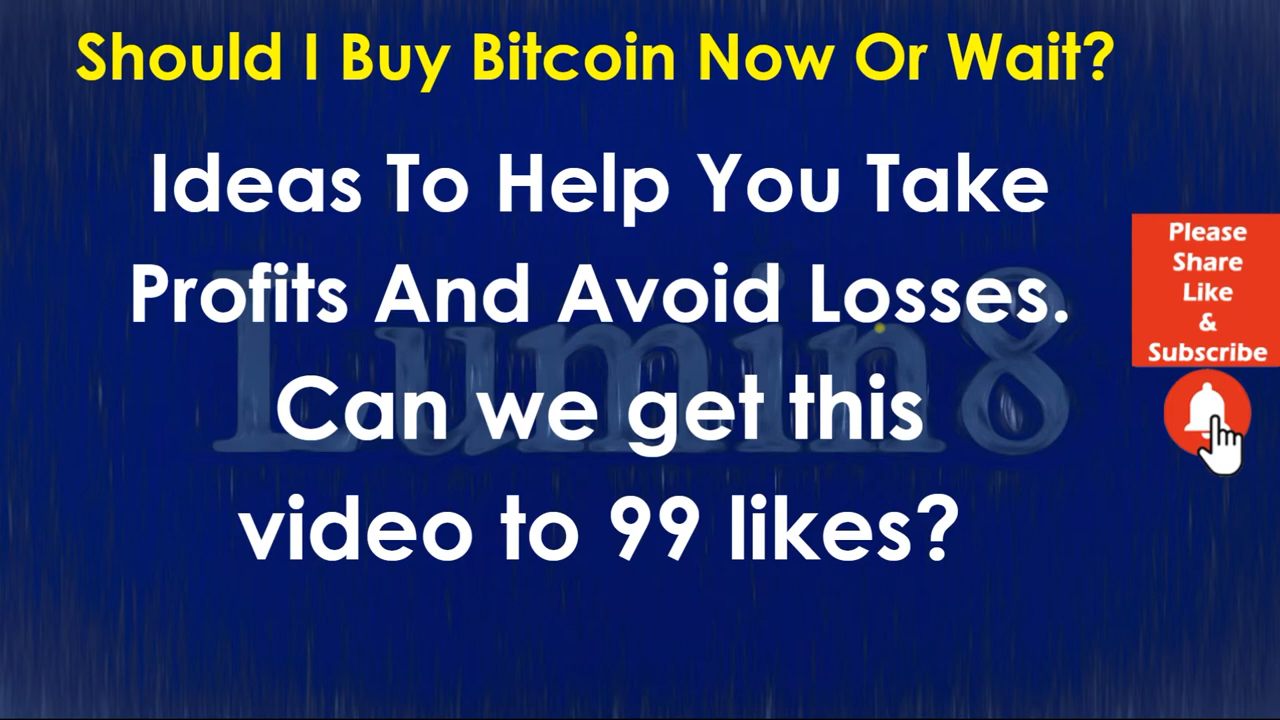 Should I Buy Bitcoin Now Or Wait?
Ideas To Help You Take
Profits And Avoid Losses.
Lumin8
Can we get this
video to 99 likes?
Please
Share
Like
&
Subscribe